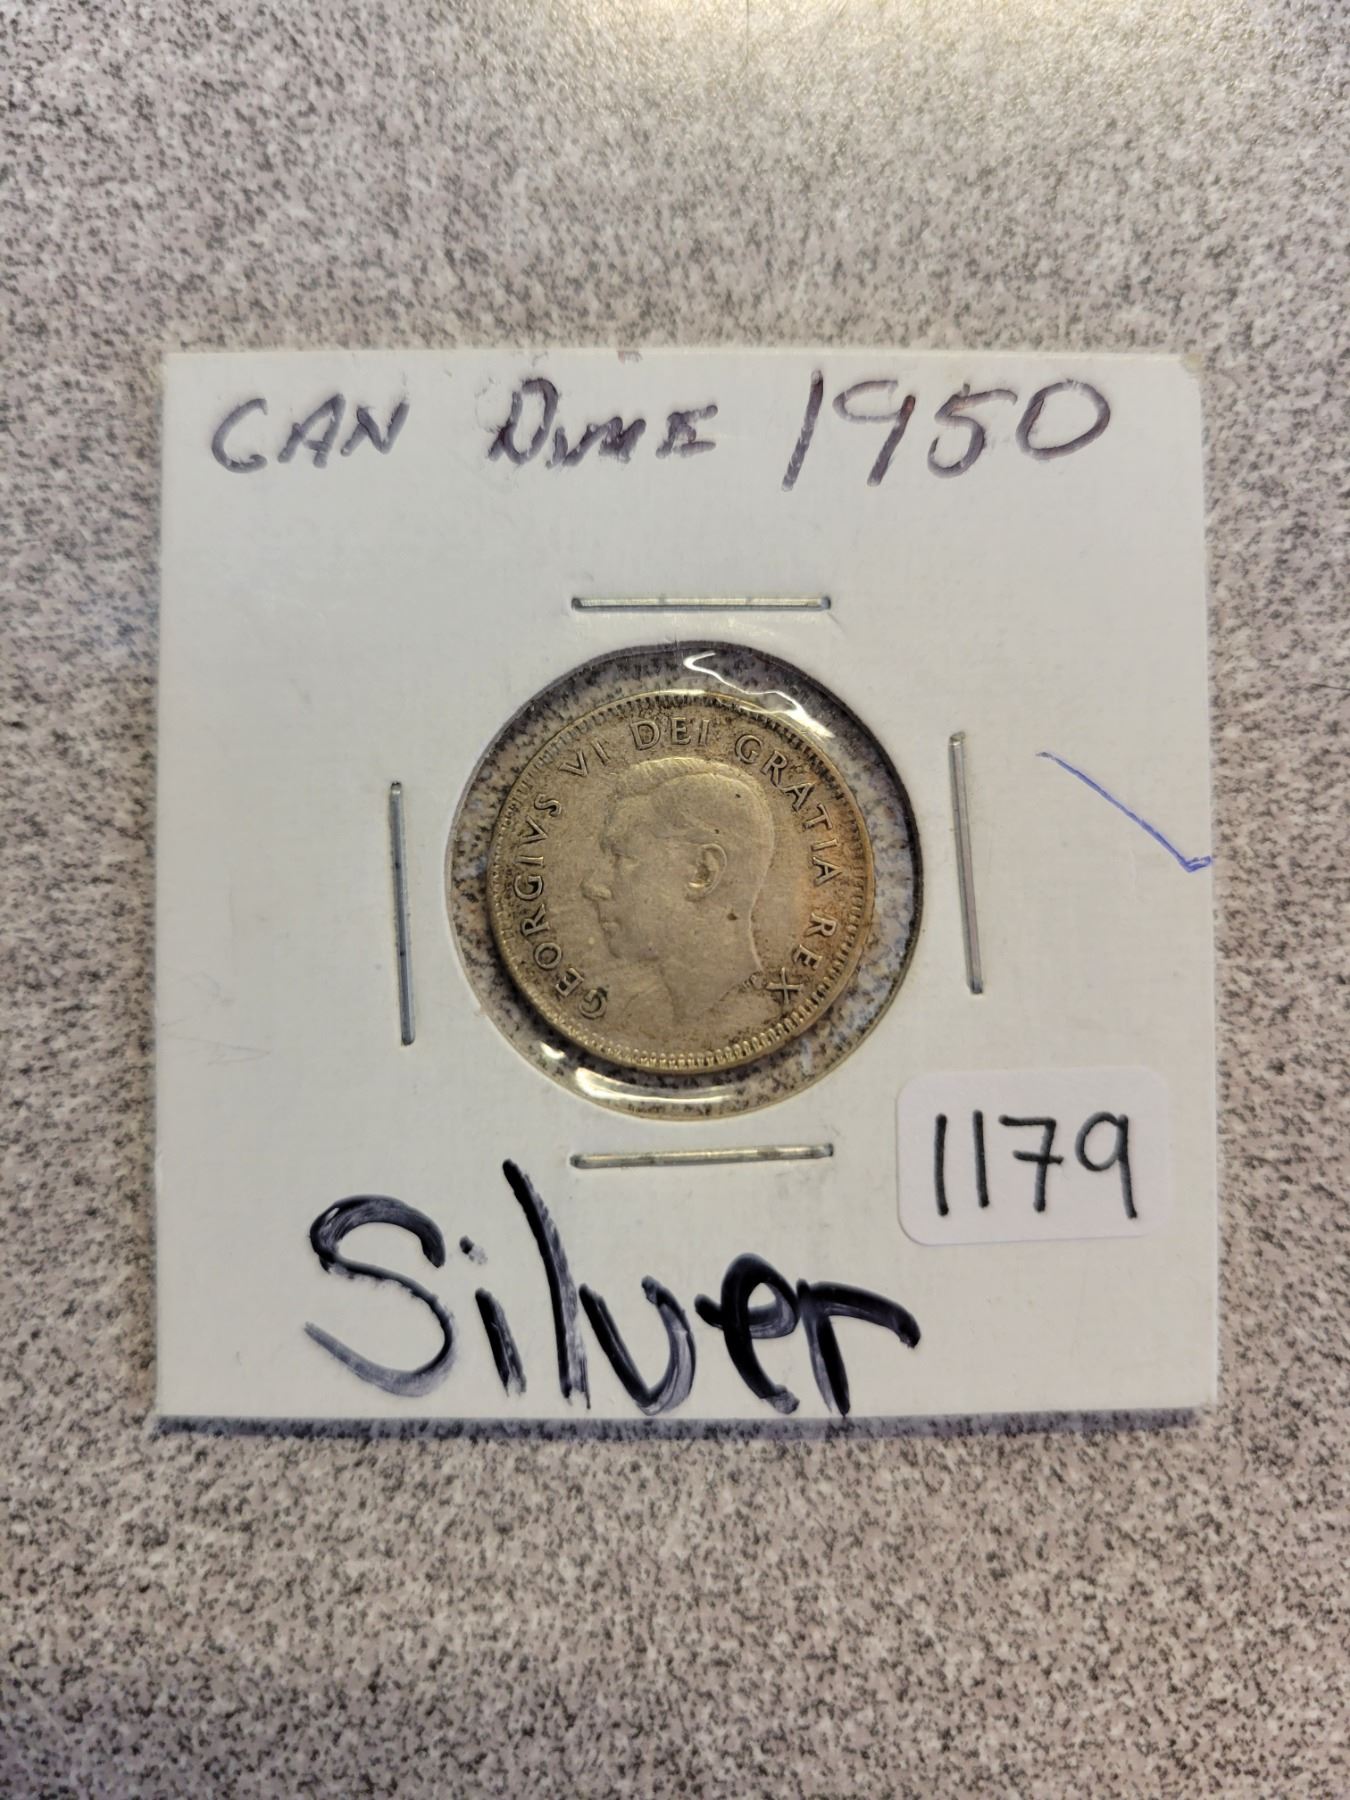 CAN DIME 1950
GEORGIVS VI DEI GRATIA REX
1179
Silver